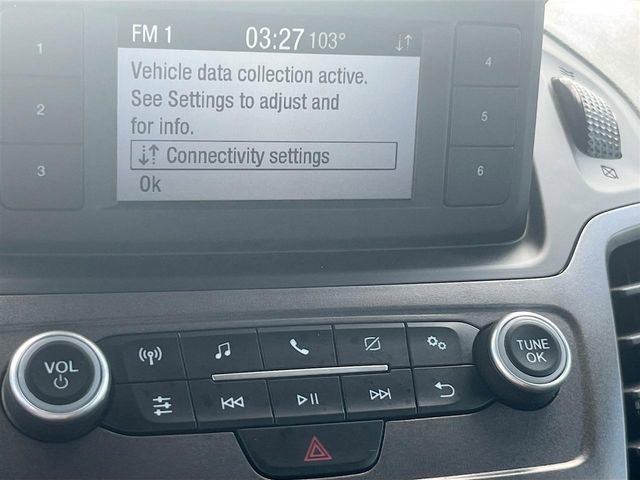 FM 1 03:27 103°
Vehicle data collection active.
See Settings to adjust and
for info.
Connectivity settings
Ok
1
2
3
4
5
6
VOL
TUNE
OK